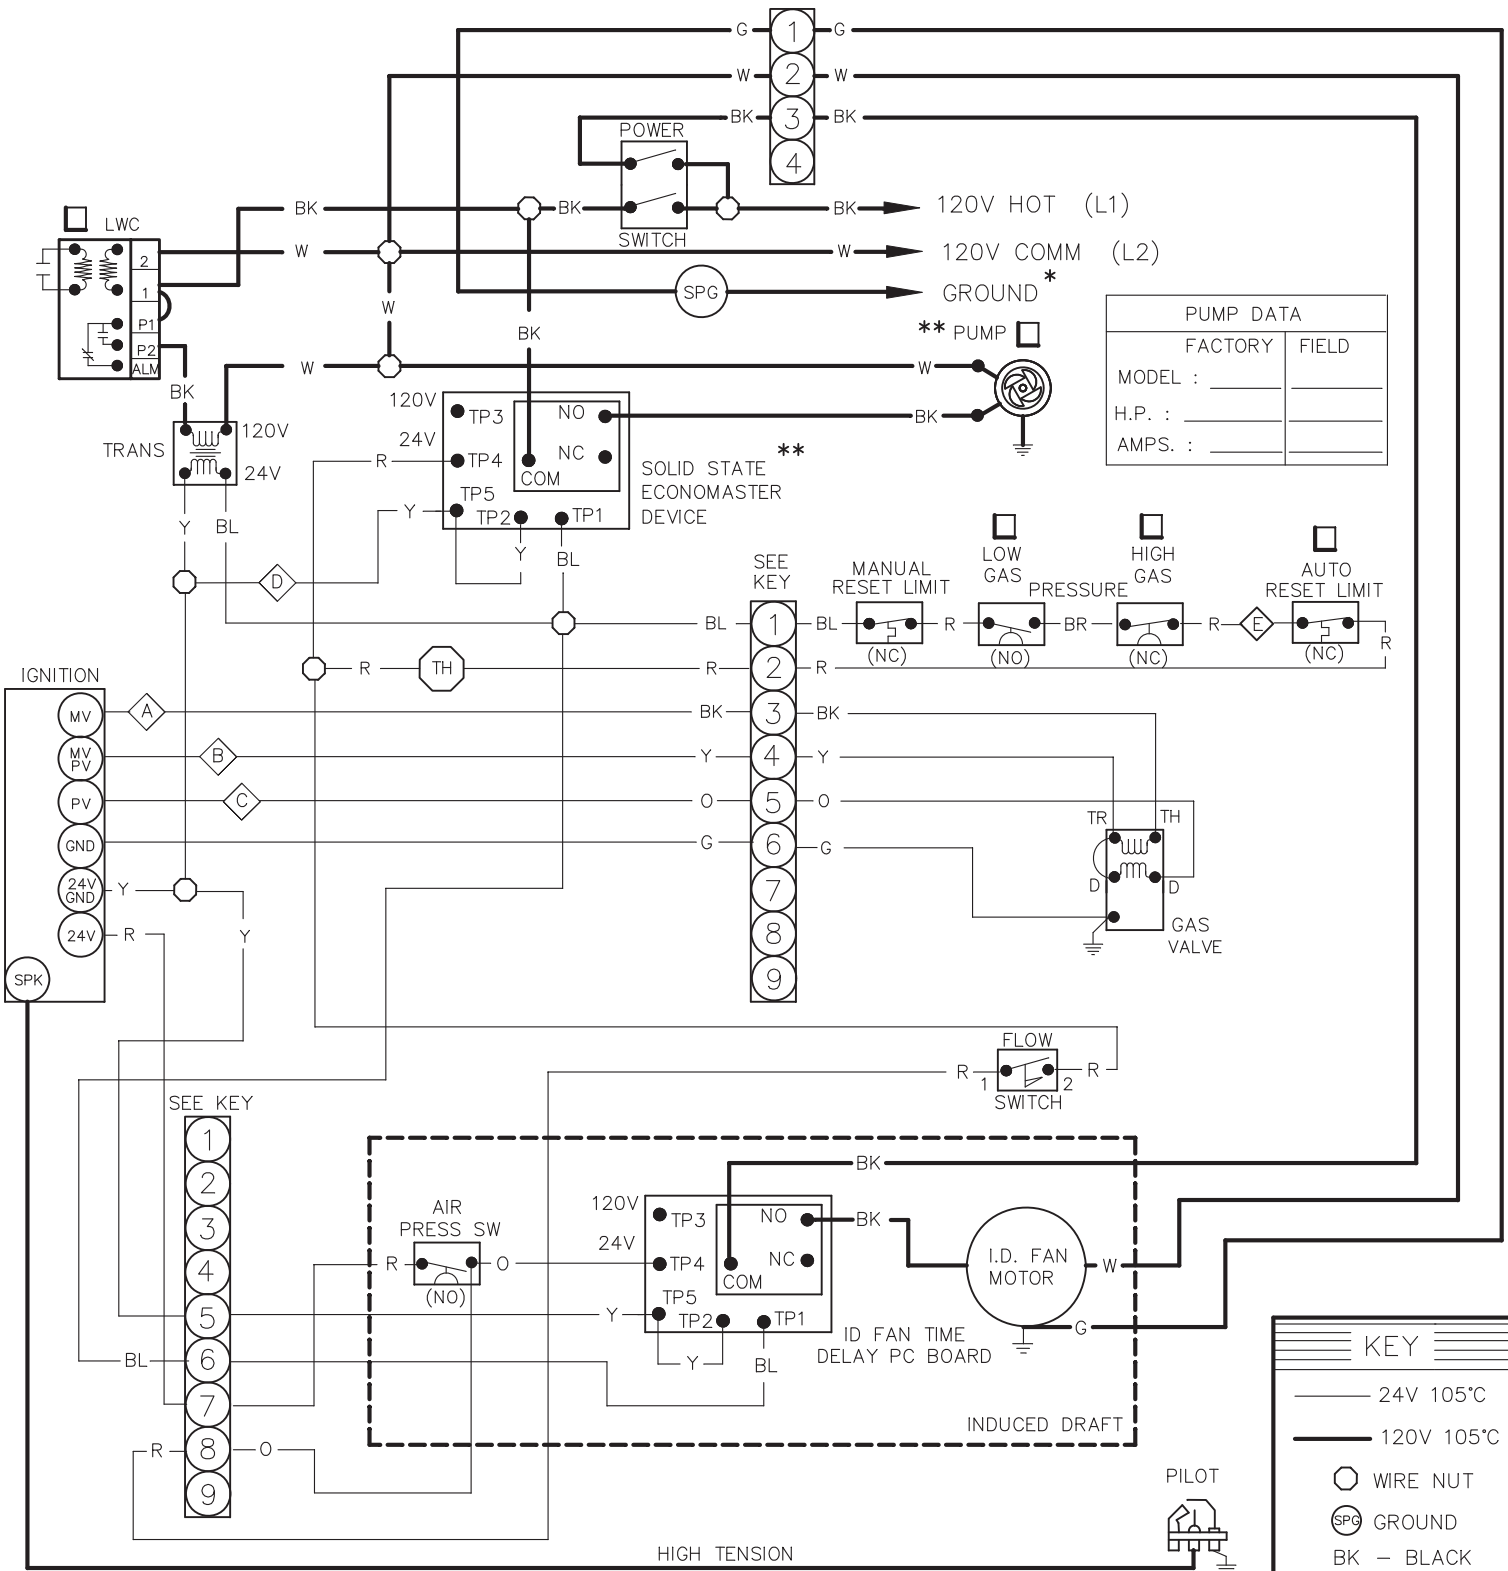 G 1 G
W 2 W
BK 3 BK
4
POWER
SWITCH
BK BK BK 120V HOT (L1)
W W 120V COMM (L2)
SPG GROUND *
LWC
2
1
P1
P2
ALM
W
BK
BK
** PUMP
W W
BK
PUMP DATA
FACTORY FIELD
MODEL :
H.P. :
AMPS. :
TRANS
120V
24V
Y BL
120V TP3 NO
24V TP4 NC
R
COM
TP5
Y TP2 TP1
Y BL
SOLID STATE **
ECONOMASTER
DEVICE
D
SEE
KEY
MANUAL
RESET LIMIT
LOW
GAS
PRESSURE
HIGH
GAS
AUTO
RESET LIMIT
BL 1 BL R BR R E
(NC) (NO) (NC) (NC)
R
R TH R 2 R
IGNITION
MV A BK 3 BK
MV
PV B Y 4 Y
PV C O 5 O
GND G 6 G
24V
GND Y 7
24V R Y 8
9
SPK
TR TH
D D
GAS
VALVE
FLOW
R 1 2 R
SWITCH
SEE KEY
1
2
3
4
5
6
7
8
9
BL
R O
BK
AIR
PRESS SW
R O
(NO)
120V TP3 NO BK
24V TP4 NC
COM
TP5
Y TP2 TP1
Y BL
ID FAN TIME
DELAY PC BOARD
I.D. FAN
MOTOR
W
G
INDUCED DRAFT
PILOT
HIGH TENSION
KEY
24V 105°C
120V 105°C
WIRE NUT
SPG GROUND
BK - BLACK